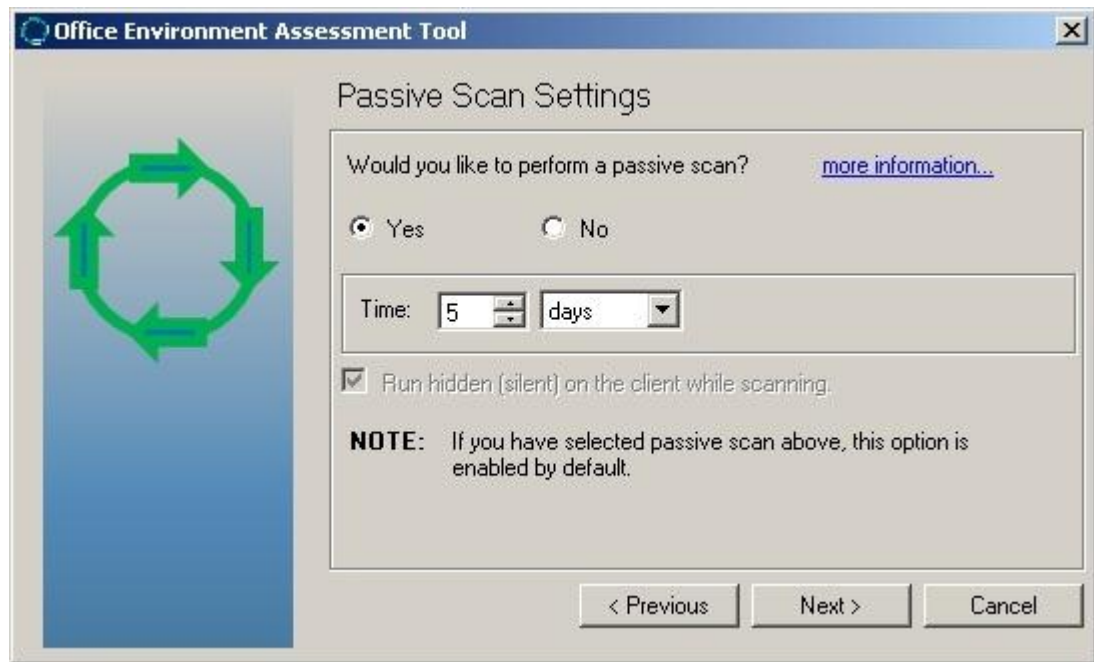 Office Environment Assessment Tool
Passive Scan Settings
Would you like to perform a passive scan? more information...
Yes No
Time: 5 days
Run hidden (silent) on the client while scanning.
NOTE: If you have selected passive scan above, this option is
enabled by default.
< Previous Next > Cancel